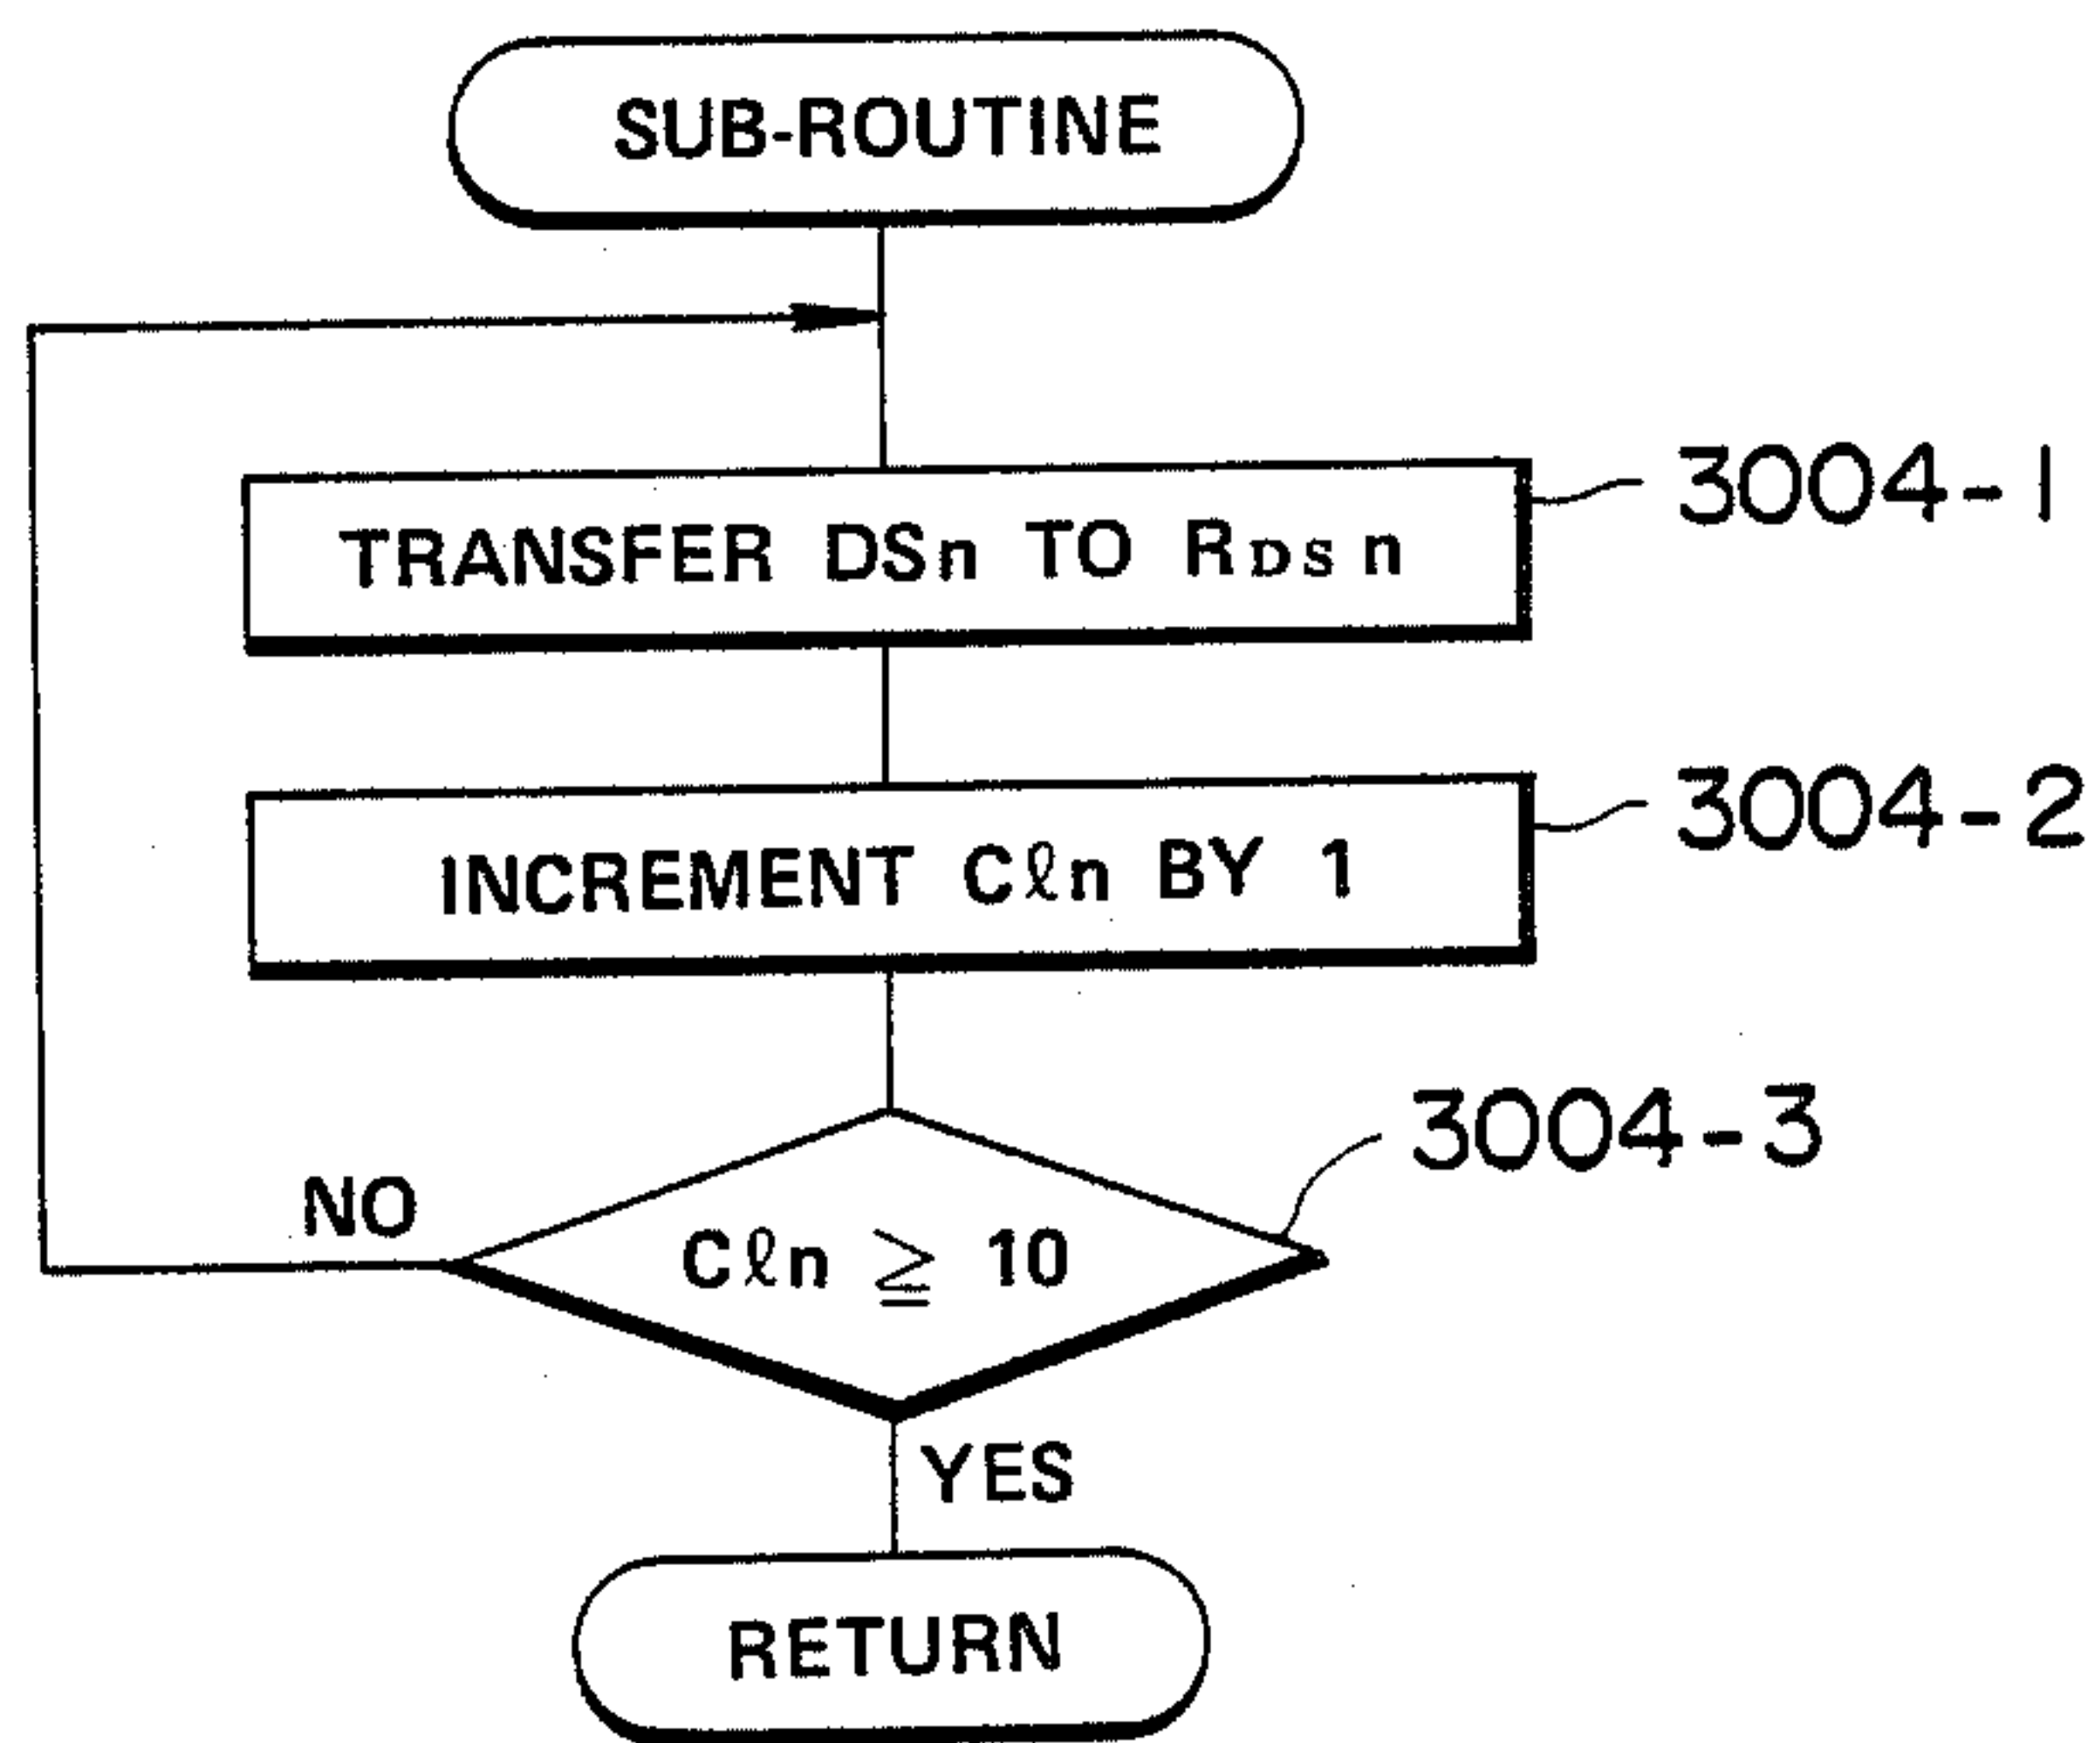 SUB-ROUTINE
TRANSFER DSn TO RDS n
3004-1
INCREMENT Cℓn BY 1
3004-2
3004-3
NO
Cℓn ≧ 10
YES
RETURN